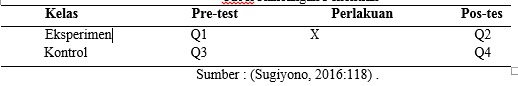 Kelas Pre-test Perlakuan Pos-tes
Eksperimen Q1 X Q2
Kontrol Q3 Q4
Sumber : (Sugiyono, 2016:118) .